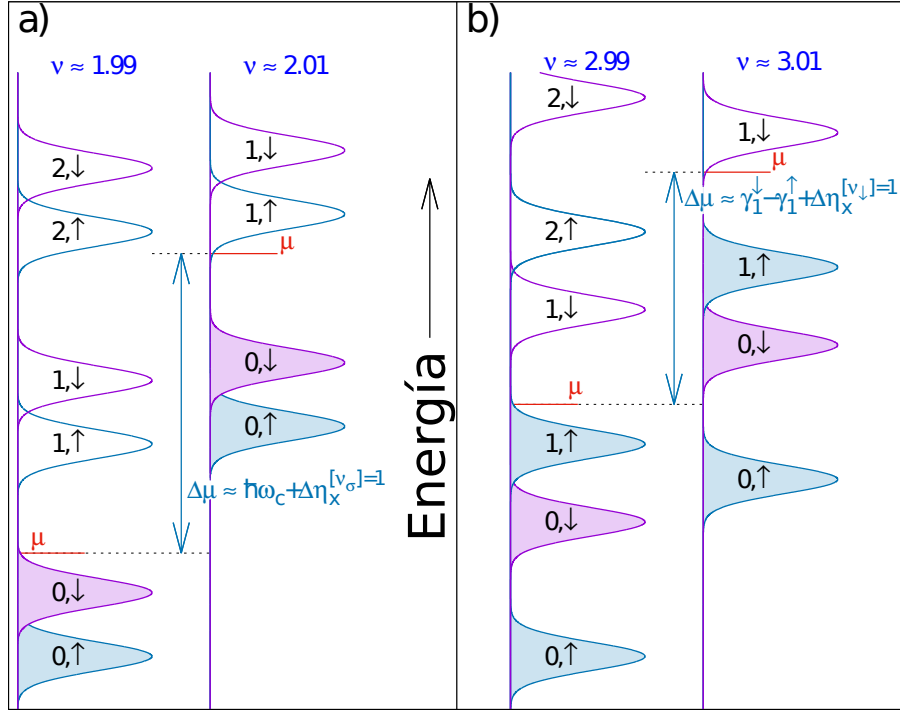 a)
ν ≈ 1.99
ν ≈ 2.01
2,↓
2,↑
1,↓
1,↑
μ
0,↓
0,↑
1,↓
1,↑
μ
0,↓
0,↑
Δμ ≈ ħω_c+Δη_x^[ν_σ]=1
Energía
b)
ν ≈ 2.99
ν ≈ 3.01
2,↓
2,↑
1,↓
μ
1,↑
0,↓
0,↑
1,↓
μ
Δμ ≈ γ_1^↓−γ_1^↑+Δη_x^[ν_↓]=1
1,↑
0,↓
0,↑